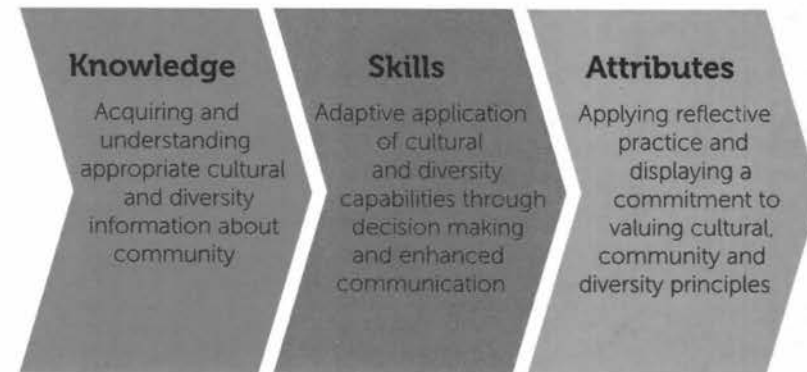 Knowledge
Acquiring and
understanding
appropriate cultural
and diversity
information about
community
Skills
Adaptive application
of cultural
and diversity
capabilities through
decision making
and enhanced
communication
Attributes
Applying reflective
practice and
displaying a
commitment to
valuing cultural,
community and
diversity principles